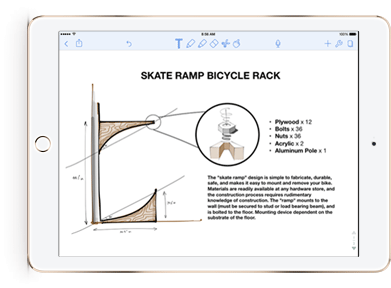 8:36 AM
T
SKATE RAMP BICYCLE RACK
• Plywood x 12
• Bolts x 36
• Nuts x 36
• Acrylic x 2
• Aluminum Pole x 1
The "skate ramp" design is simple to fabricate, durable,
safe, and makes it easy to mount and remove your bike.
Materials are readily available at any hardware store, and
the construction process requires rudimentary
knowledge of construction. The "ramp" mounts to the
wall (must be secured to stud or load bearing beam), and
is bolted to the floor. Mounting device dependent on the
substrate of the floor.